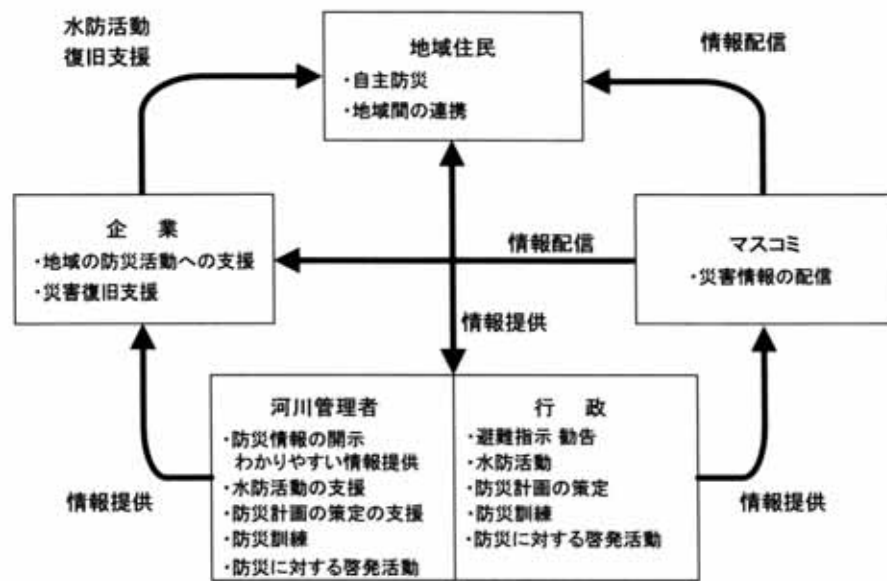 水防活動
復旧支援
地域住民
・自主防災
・地域間の連携
情報配信
企 業
・地域の防災活動への支援
・災害復旧支援
情報配信
マスコミ
・災害情報の配信
情報提供
河川管理者
・防災情報の開示
わかりやすい情報提供
・水防活動の支援
・防災計画の策定の支援
・防災訓練
・防災に対する啓発活動
行 政
・避難指示 勧告
・水防活動
・防災計画の策定
・防災訓練
・防災に対する啓発活動
情報提供
情報提供